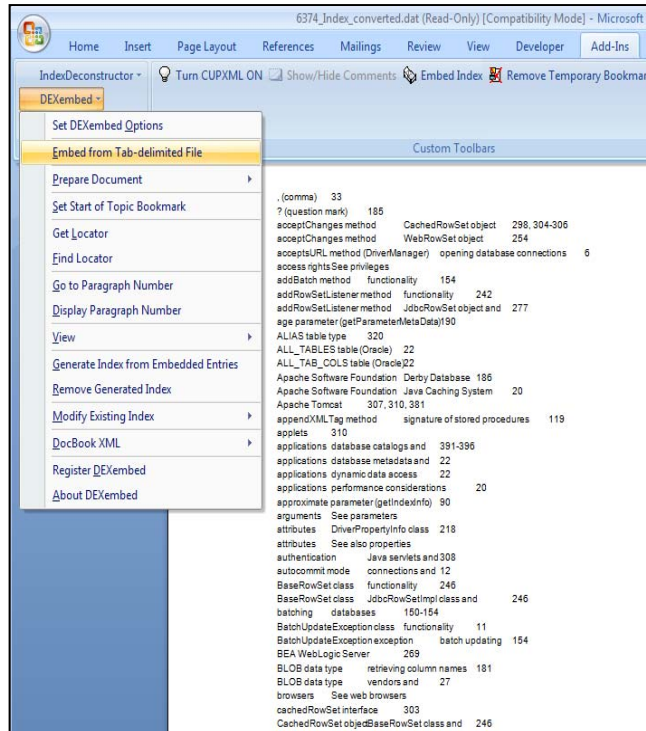 6374_Index_converted.dat (Read-Only) [Compatibility Mode] - Microsoft
Home Insert Page Layout References Mailings Review View Developer Add-Ins
IndexDeconstructor Turn CUPXML ON Show/Hide Comments Embed Index Remove Temporary Bookmar
DEXembed
Custom Toolbars
Set DEXembed Options
Embed from Tab-delimited File
Prepare Document
Set Start of Topic Bookmark
Get Locator
Find Locator
Go to Paragraph Number
Display Paragraph Number
View
Generate Index from Embedded Entries
Remove Generated Index
Modify Existing Index
DocBook XML
Register DEXembed
About DEXembed
, (comma) 33
? (question mark) 185
acceptChanges method CachedRowSet object 298, 304-306
acceptChanges method WebRowSet object 254
acceptsURL method (DriverManager) opening database connections 6
access rightsSee privileges
addBatch method functionality 154
addRowSetListener method functionality 242
addRowSetListener method JdbcRowSet object and 277
age parameter (getParameterMetaData)190
ALIAS table type 320
ALL_TABLES table (Oracle) 22
ALL_TAB_COLS table (Oracle)22
Apache Software Foundation Derby Database 186
Apache Software Foundation Java Caching System 20
Apache Tomcat 307, 310, 381
appendXMLTag method signature of stored procedures 119
applets 310
applications database catalogs and 391-396
applications database metadata and 22
applications dynamic data access 22
applications performance considerations 20
approximate parameter (getIndexInfo) 90
arguments See parameters
attributes DriverPropertyInfo class 218
attributes See also properties
authentication Java servlets and 308
autocommit mode connections and 12
BaseRowSet class functionality 246
BaseRowSet class JdbcRowSetImpl class and 246
batching databases 150-154
BatchUpdateException class functionality 11
BatchUpdateException exception batch updating 154
BEA WebLogic Server 269
BLOB data type retrieving column names 181
BLOB data type vendors and 27
browsers See web browsers
cachedRowSet interface 303
CachedRowSet objectBaseRowSet class and 246